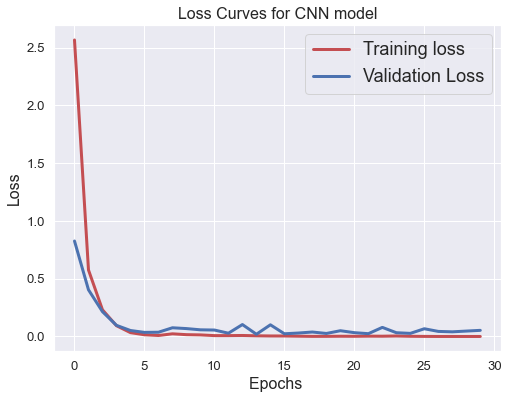 Loss Curves for CNN model
Training loss
Validation Loss
Loss
2.5
2.0
1.5
1.0
0.5
0.0
0 5 10 15 20 25 30
Epochs